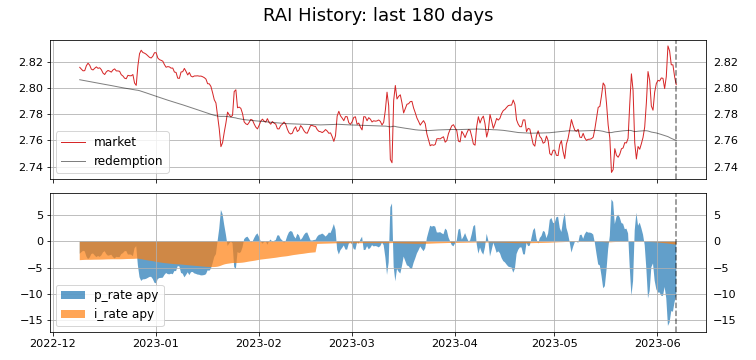 RAI History: last 180 days
2.82 2.82
2.80 2.80
2.78 2.78
2.76 2.76
2.74 2.74
market
redemption
5 5
0 0
−5 −5
−10 −10
−15 −15
p_rate apy
i_rate apy
2022-12 2023-01 2023-02 2023-03 2023-04 2023-05 2023-06